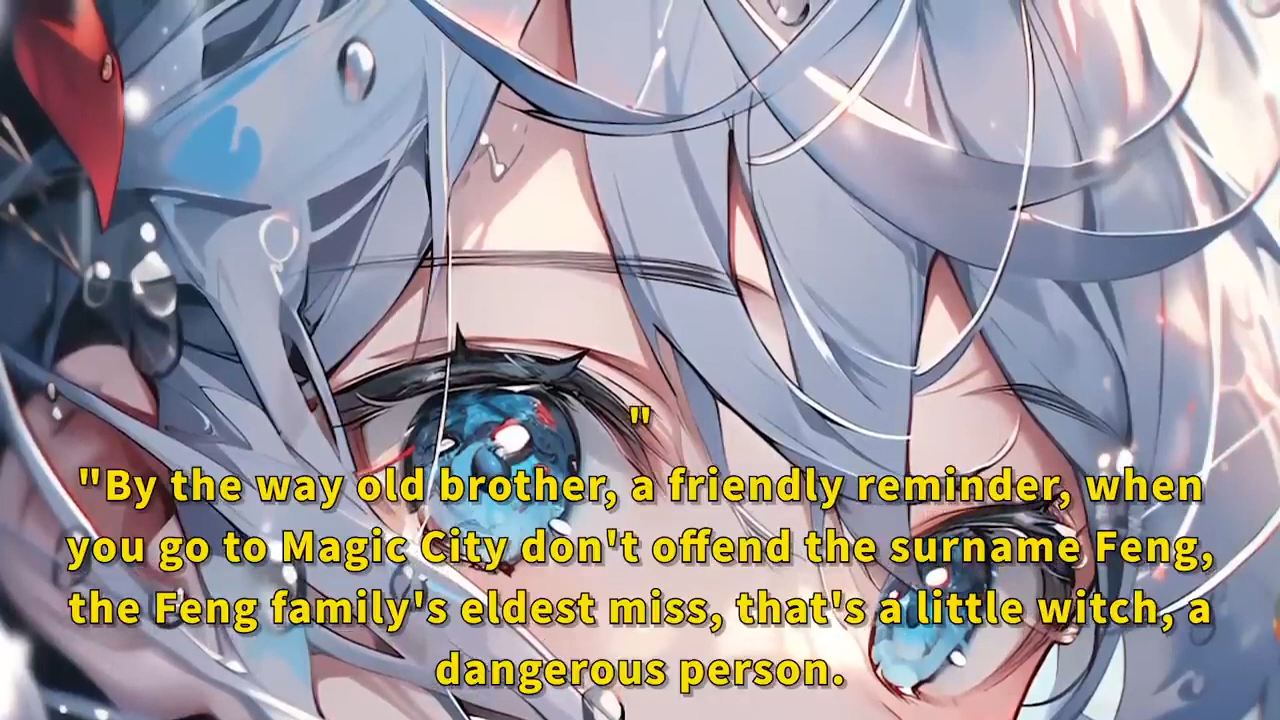 "
"By the way old brother, a friendly reminder, when
you go to Magic City don't offend the surname Feng,
the Feng family's eldest miss, that's a little witch, a
dangerous person.